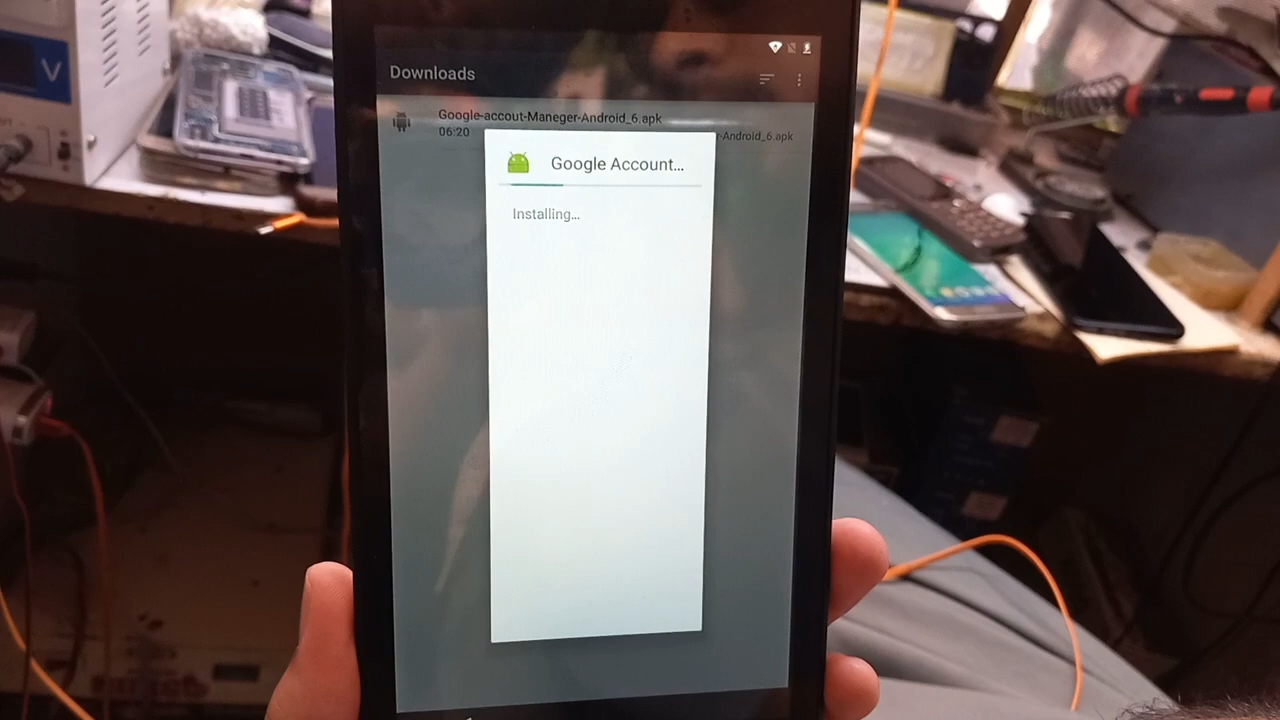 V
Downloads
Google-accout-Maneger-Android_6.apk
06:20
-Android_6.apk
Google Account...
Installing...